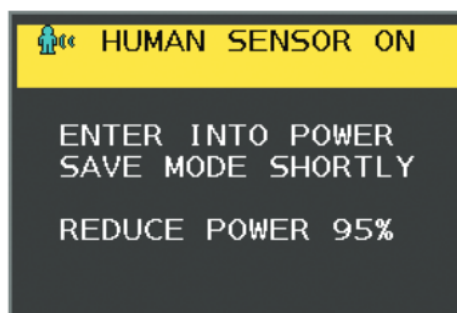 HUMAN SENSOR ON
ENTER INTO POWER
SAVE MODE SHORTLY
REDUCE POWER 95%